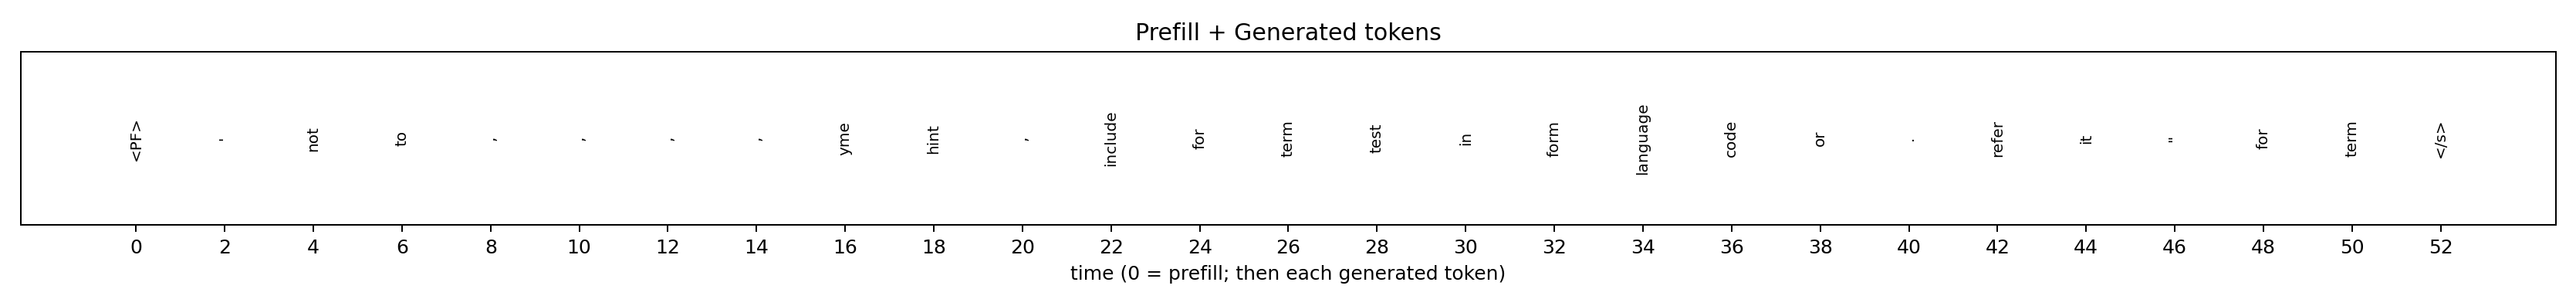 Prefill + Generated tokens
<PF> - not to , , , , yme hint , include for term test in form language code or . refer it " for term </s>
0 2 4 6 8 10 12 14 16 18 20 22 24 26 28 30 32 34 36 38 40 42 44 46 48 50 52
time (0 = prefill; then each generated token)